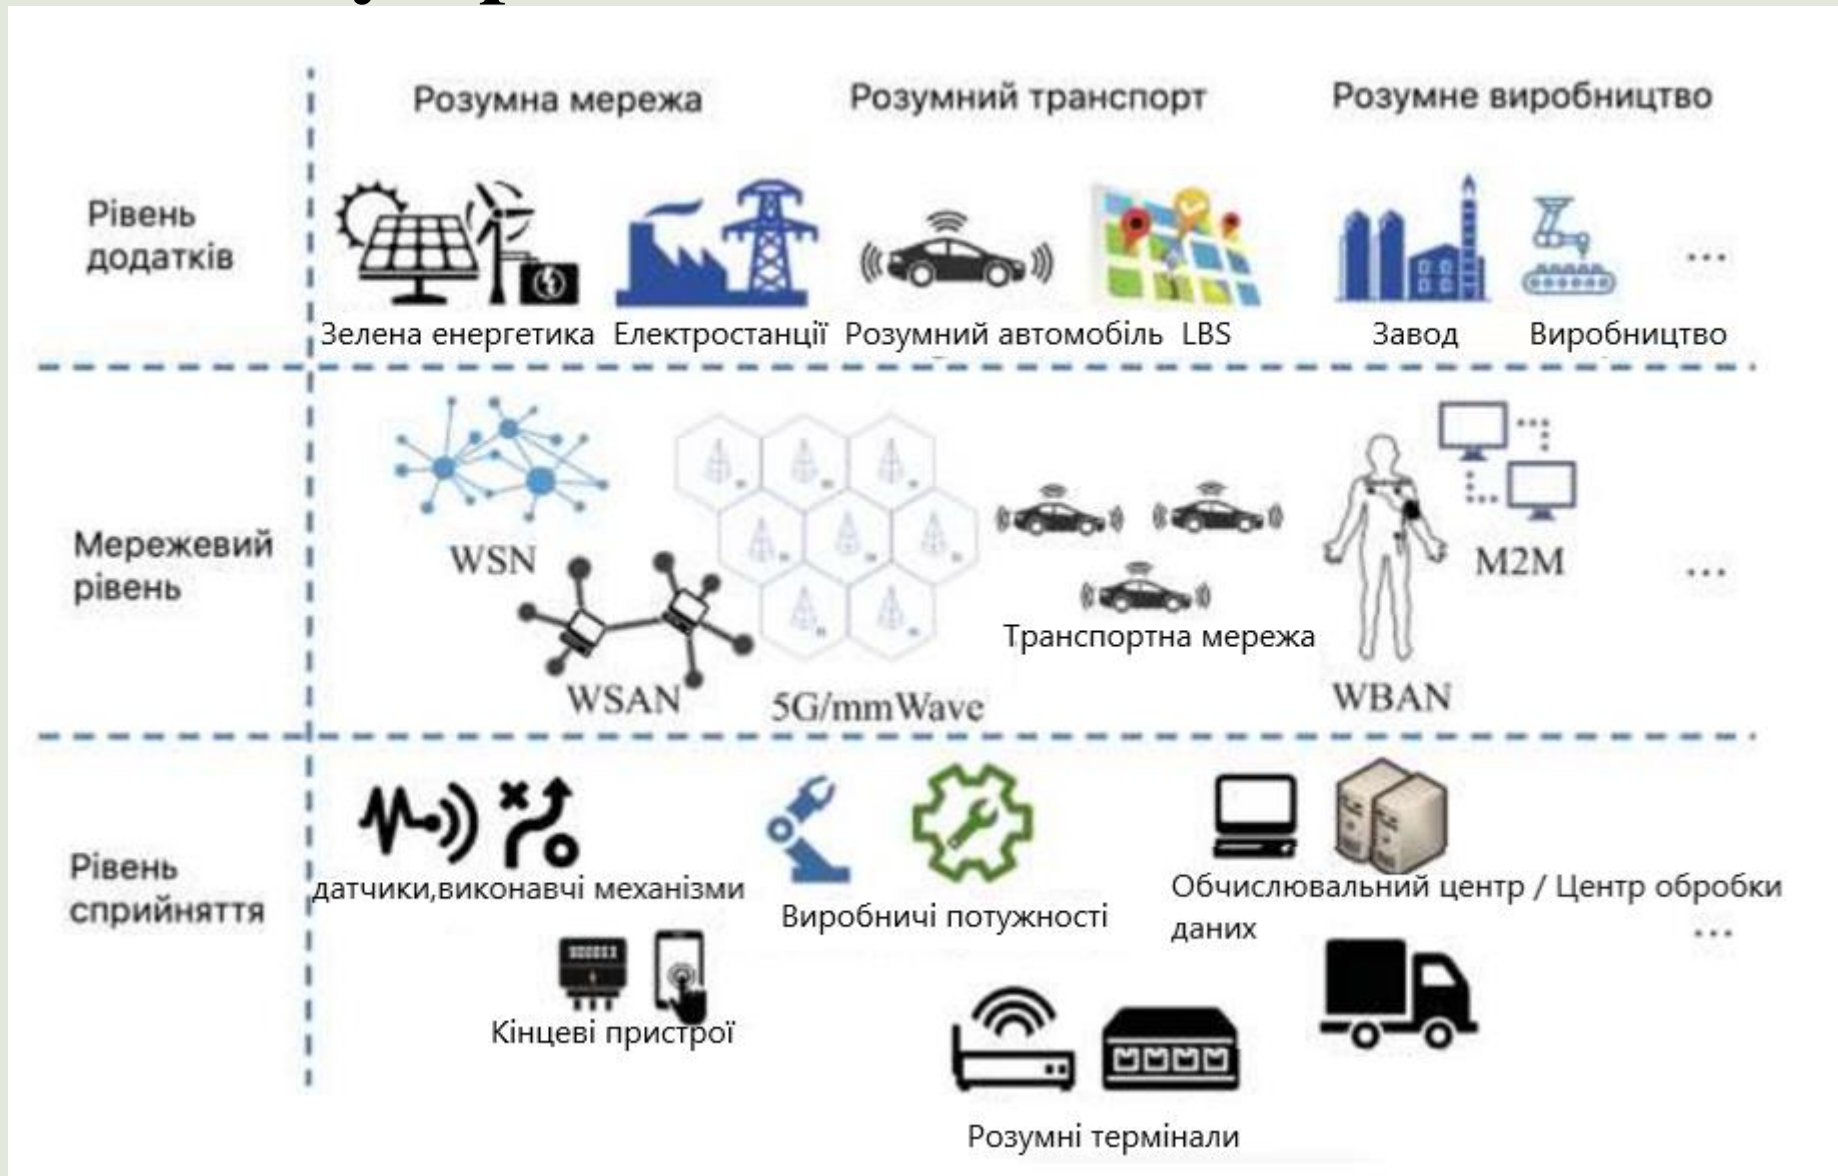 Розумна мережа
Розумний транспорт
Розумне виробництво
Рівень
додатків
Зелена енергетика
Електростанції
Розумний автомобіль
LBS
Завод
Виробництво
...
Мережевий
рівень
WSN
WSAN
5G/mmWave
Транспортна мережа
WBAN
M2M
...
Рівень
сприйняття
датчики,виконавчі механізми
Виробничі потужності
Обчислювальний центр / Центр обробки
даних
...
Кінцеві пристрої
Розумні термінали